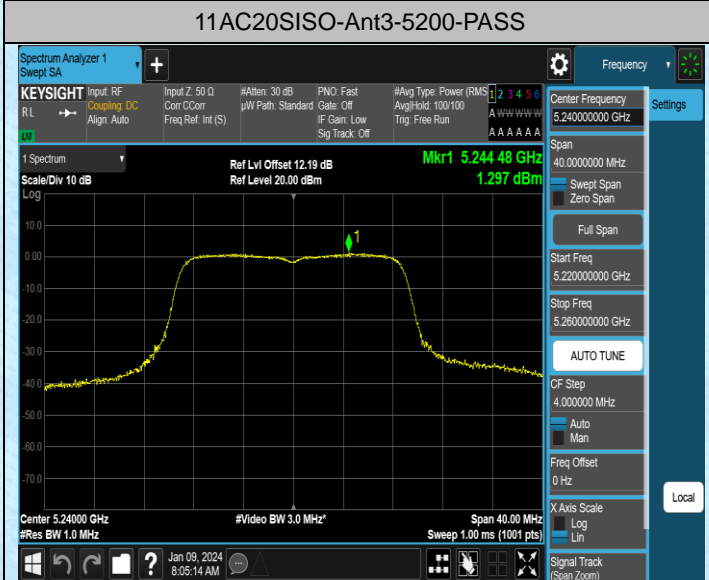 11AC20SISO-Ant3-5200-PASS
Spectrum Analyzer 1
Swept SA
Frequency
KEYSIGHT
RL
LXI
Input: RF
Coupling: DC
Align: Auto
Input Z: 50 Ω
Corr CCorr
Freq Ref: Int (S)
#Atten: 30 dB
µW Path: Standard
PNO: Fast
Gate: Off
IF Gain: Low
Sig Track: Off
#Avg Type: Power (RMS
Avg|Hold: 100/100
Trig: Free Run
1 2 3 4 5 6
A W W W W W
A A A A A A
1 Spectrum
Scale/Div 10 dB
Log
Ref Lvl Offset 12.19 dB
Ref Level 20.00 dBm
Mkr1 5.244 48 GHz
1.297 dBm
1
10.0
0.00
-10.0
-20.0
-30.0
-40.0
-50.0
-60.0
-70.0
Center 5.24000 GHz
#Res BW 1.0 MHz
#Video BW 3.0 MHz*
Span 40.00 MHz
Sweep 1.00 ms (1001 pts)
Jan 09, 2024
8:05:14 AM
Center Frequency
5.240000000 GHz
Settings
Span
40.0000000 MHz
Swept Span
Zero Span
Full Span
Start Freq
5.220000000 GHz
Stop Freq
5.260000000 GHz
AUTO TUNE
CF Step
4.000000 MHz
Auto
Man
Freq Offset
0 Hz
Local
X Axis Scale
Log
Lin
Signal Track
(Span Zoom)